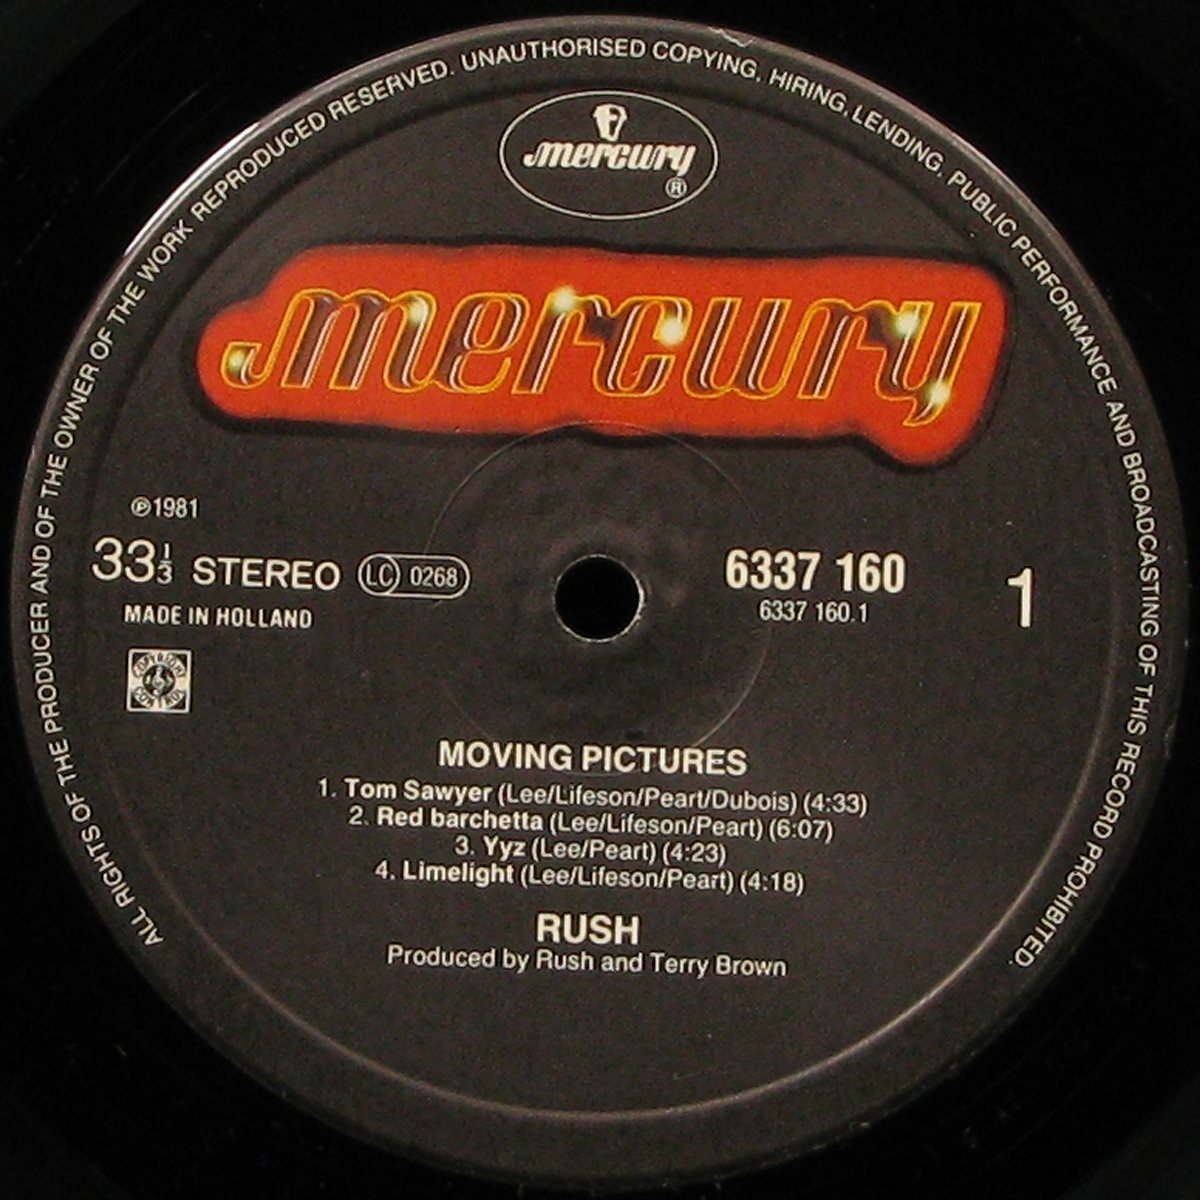 ALL RIGHTS OF THE PRODUCER AND OF THE OWNER OF THE WORK REPRODUCED RESERVED. UNAUTHORISED COPYING, HIRING, LENDING, PUBLIC PERFORMANCE AND BROADCASTING OF THIS RECORD PROHIBITED.
mercury
®
mercury
℗1981
33⅓ STEREO LC 0268
MADE IN HOLLAND
COPYRIGHT CONTROL
6337 160
6337 160.1
1
MOVING PICTURES
1. Tom Sawyer (Lee/Lifeson/Peart/Dubois) (4:33)
2. Red barchetta (Lee/Lifeson/Peart) (6:07)
3. Yyz (Lee/Peart) (4:23)
4. Limelight (Lee/Lifeson/Peart) (4:18)
RUSH
Produced by Rush and Terry Brown